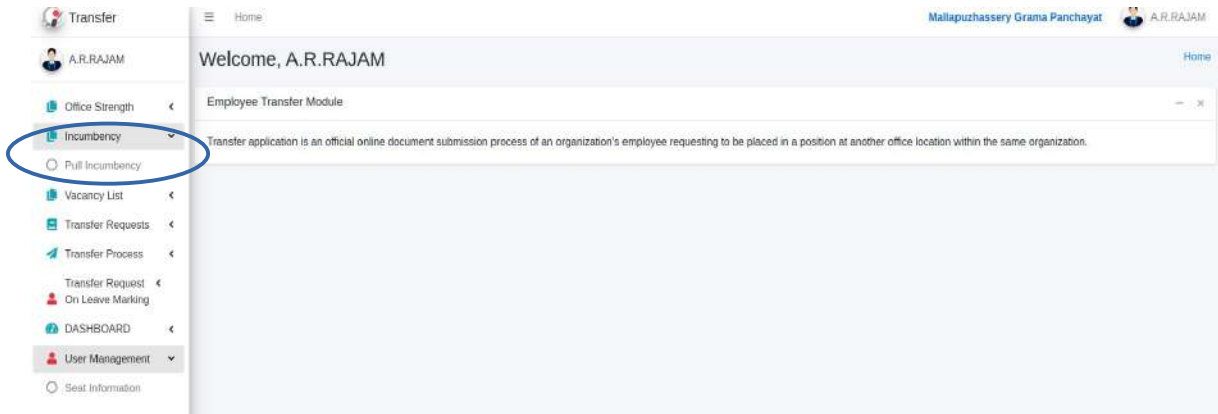 Transfer
Home
Mallapuzhassery Grama Panchayat
A.R.RAJAM
A.R.RAJAM
Welcome, A.R.RAJAM
Home
Office Strength
Employee Transfer Module
Incumbency
Transfer application is an official online document submission process of an organization's employee requesting to be placed in a position at another office location within the same organization.
Pull Incumbency
Vacancy List
Transfer Requests
Transfer Process
Transfer Request
On Leave Marking
DASHBOARD
User Management
Seat Information